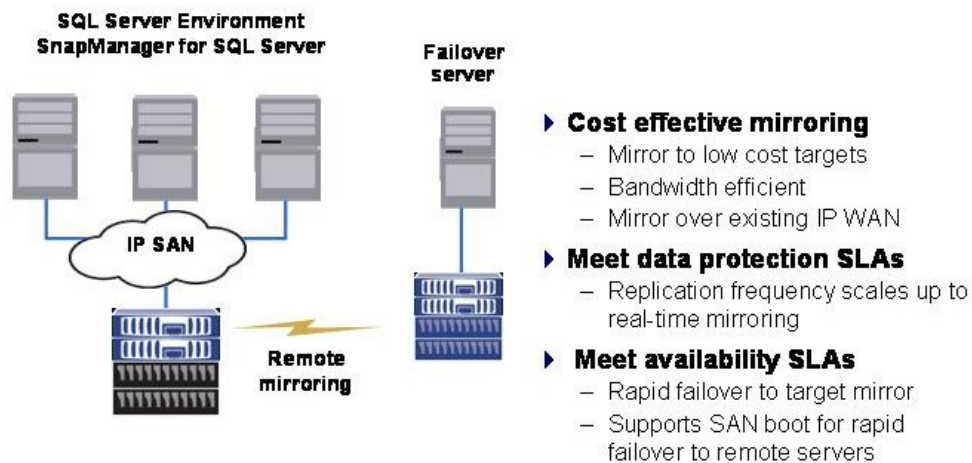 SQL Server Environment
SnapManager for SQL Server
Failover
server
IP SAN
Remote
mirroring
Cost effective mirroring
– Mirror to low cost targets
– Bandwidth efficient
– Mirror over existing IP WAN
Meet data protection SLAs
– Replication frequency scales up to
real-time mirroring
Meet availability SLAs
– Rapid failover to target mirror
– Supports SAN boot for rapid
failover to remote servers